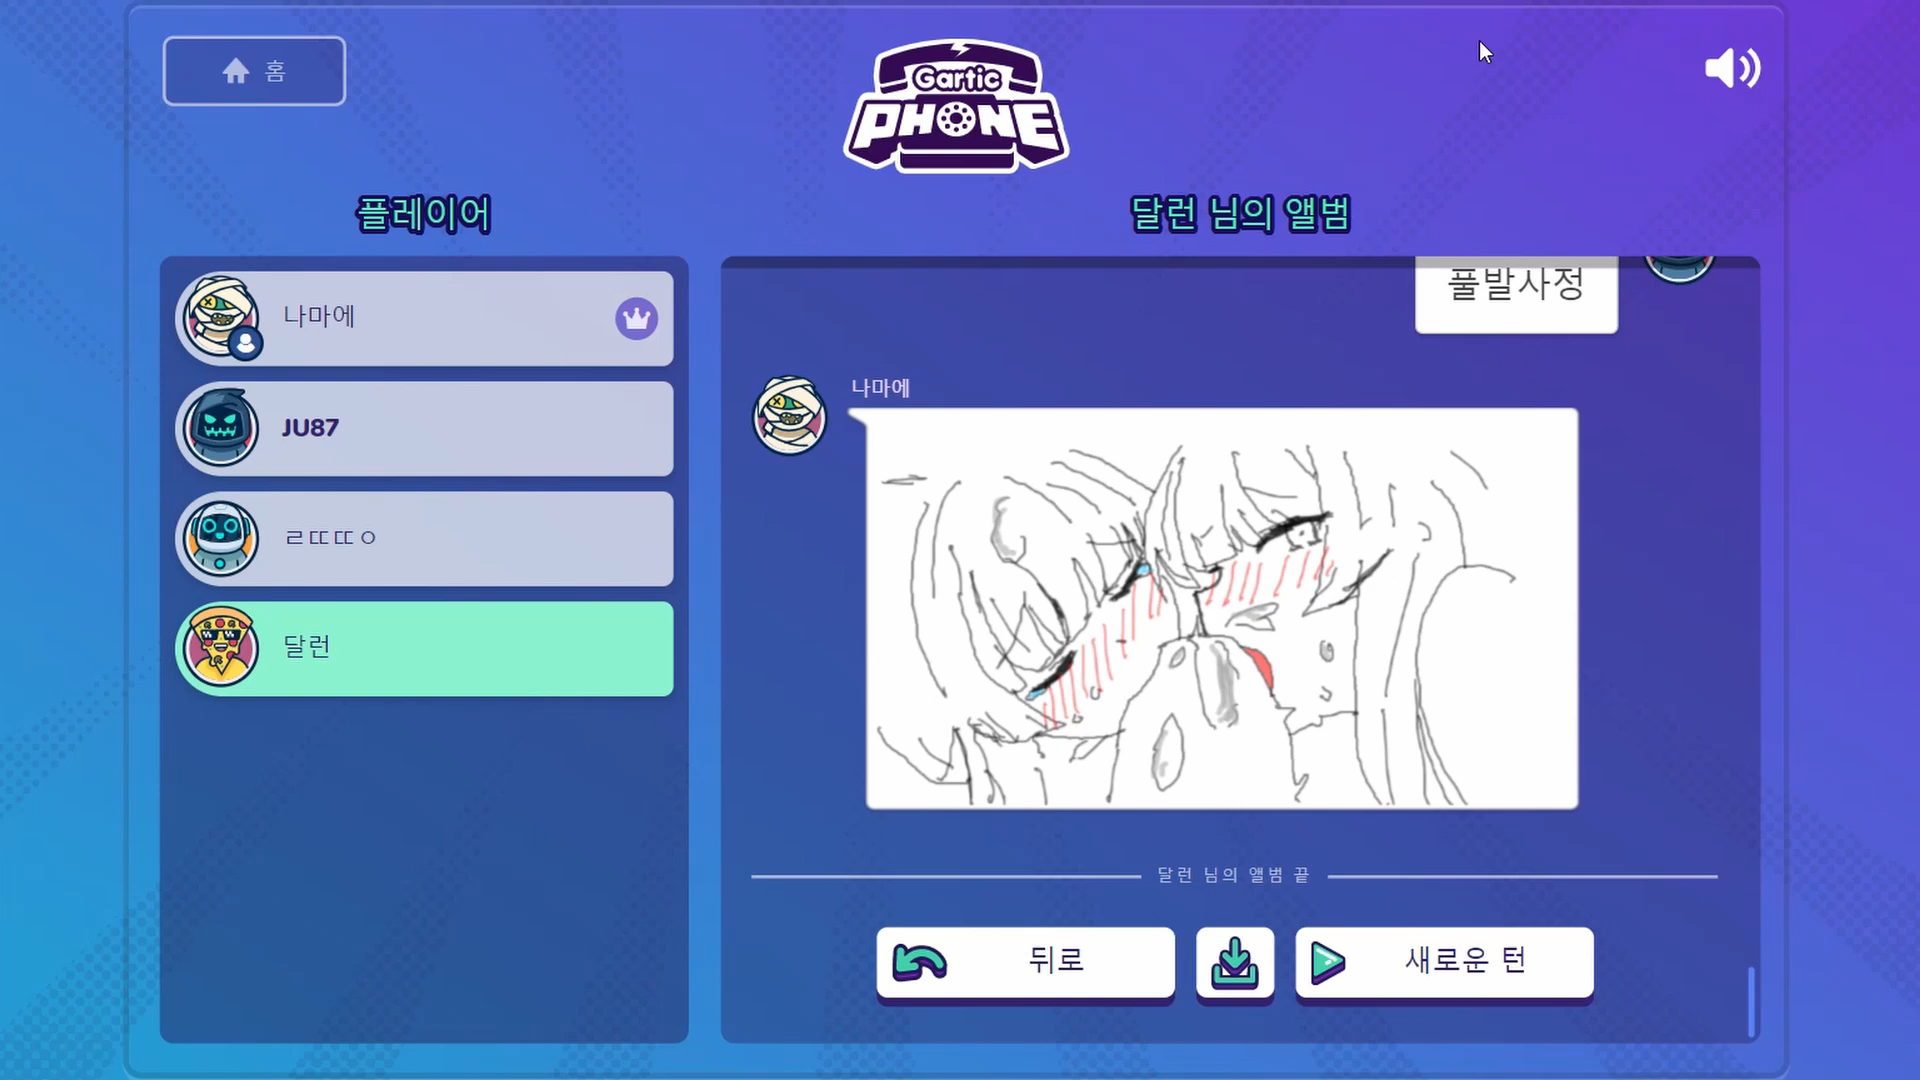 홈
Gartic
PHONE
플레이어
달런 님의 앨범
나마에
JU87
ㄹㄸㄸㅇ
달런
풀발사정
나마에
달런 님의 앨범 끝
뒤로
새로운 턴